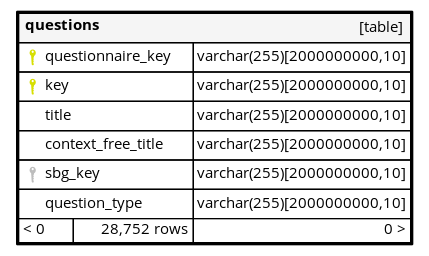 questions [table]
questionnaire_key varchar(255)[2000000000,10]
key varchar(255)[2000000000,10]
title varchar(255)[2000000000,10]
context_free_title varchar(255)[2000000000,10]
sbg_key varchar(255)[2000000000,10]
question_type varchar(255)[2000000000,10]
< 0 28,752 rows 0 >